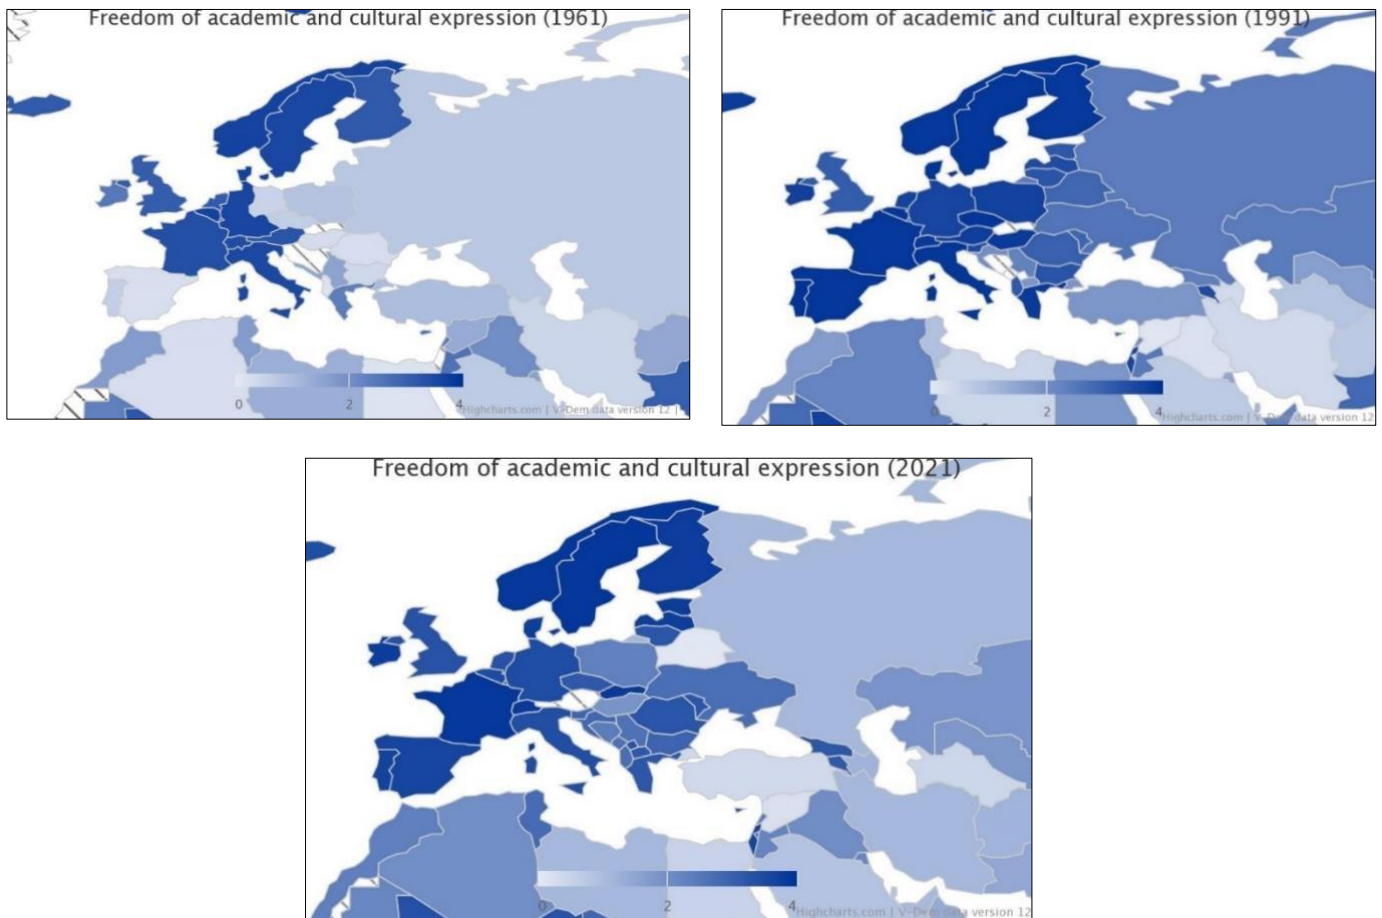 Freedom of academic and cultural expression (1961)
0 2 4
Highcharts.com | V-Dem data version 12 |
Freedom of academic and cultural expression (1991)
0 2 4
Highcharts.com | V-Dem data version 12
Freedom of academic and cultural expression (2021)
0 2 4
Highcharts.com | V-Dem data version 12